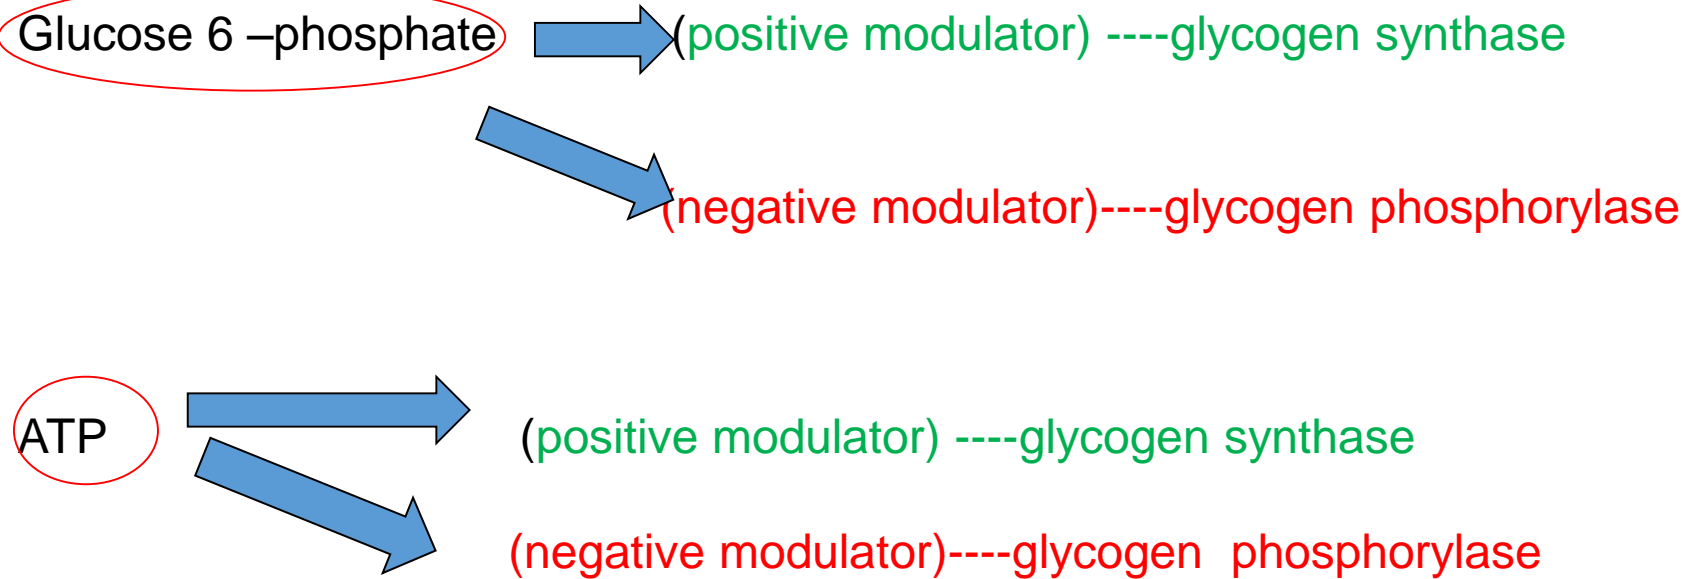 Glucose 6 –phosphate (positive modulator) ----glycogen synthase
(negative modulator)----glycogen phosphorylase
ATP (positive modulator) ----glycogen synthase
(negative modulator)----glycogen  phosphorylase